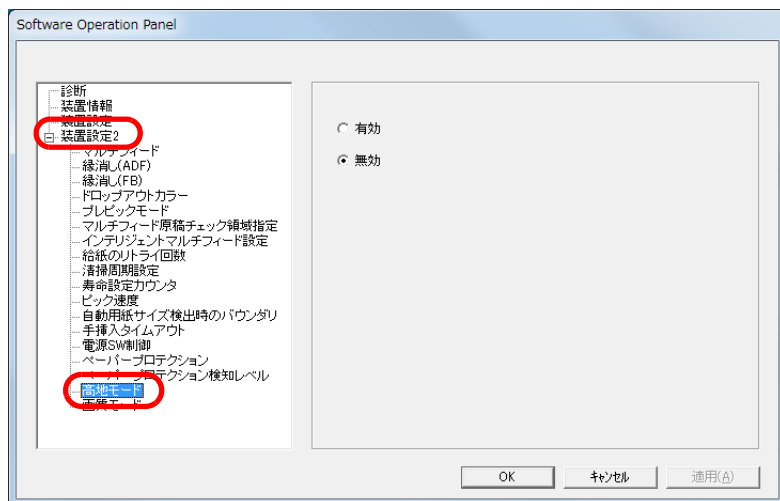 Software Operation Panel
診断
装置情報
装置設定
装置設定2
マルチフィード
縁消し(ADF)
縁消し(FB)
ドロップアウトカラー
プレピックモード
マルチフィード原稿チェック領域指定
インテリジェントマルチフィード設定
給紙のリトライ回数
清掃周期設定
寿命設定カウンタ
ピック速度
自動用紙サイズ検出時のバウンダリ
手挿入タイムアウト
電源SW制御
ペーパープロテクション
ペーパープロテクション検知レベル
高地モード
画質モード
有効
無効
OK
キャンセル
適用(A)